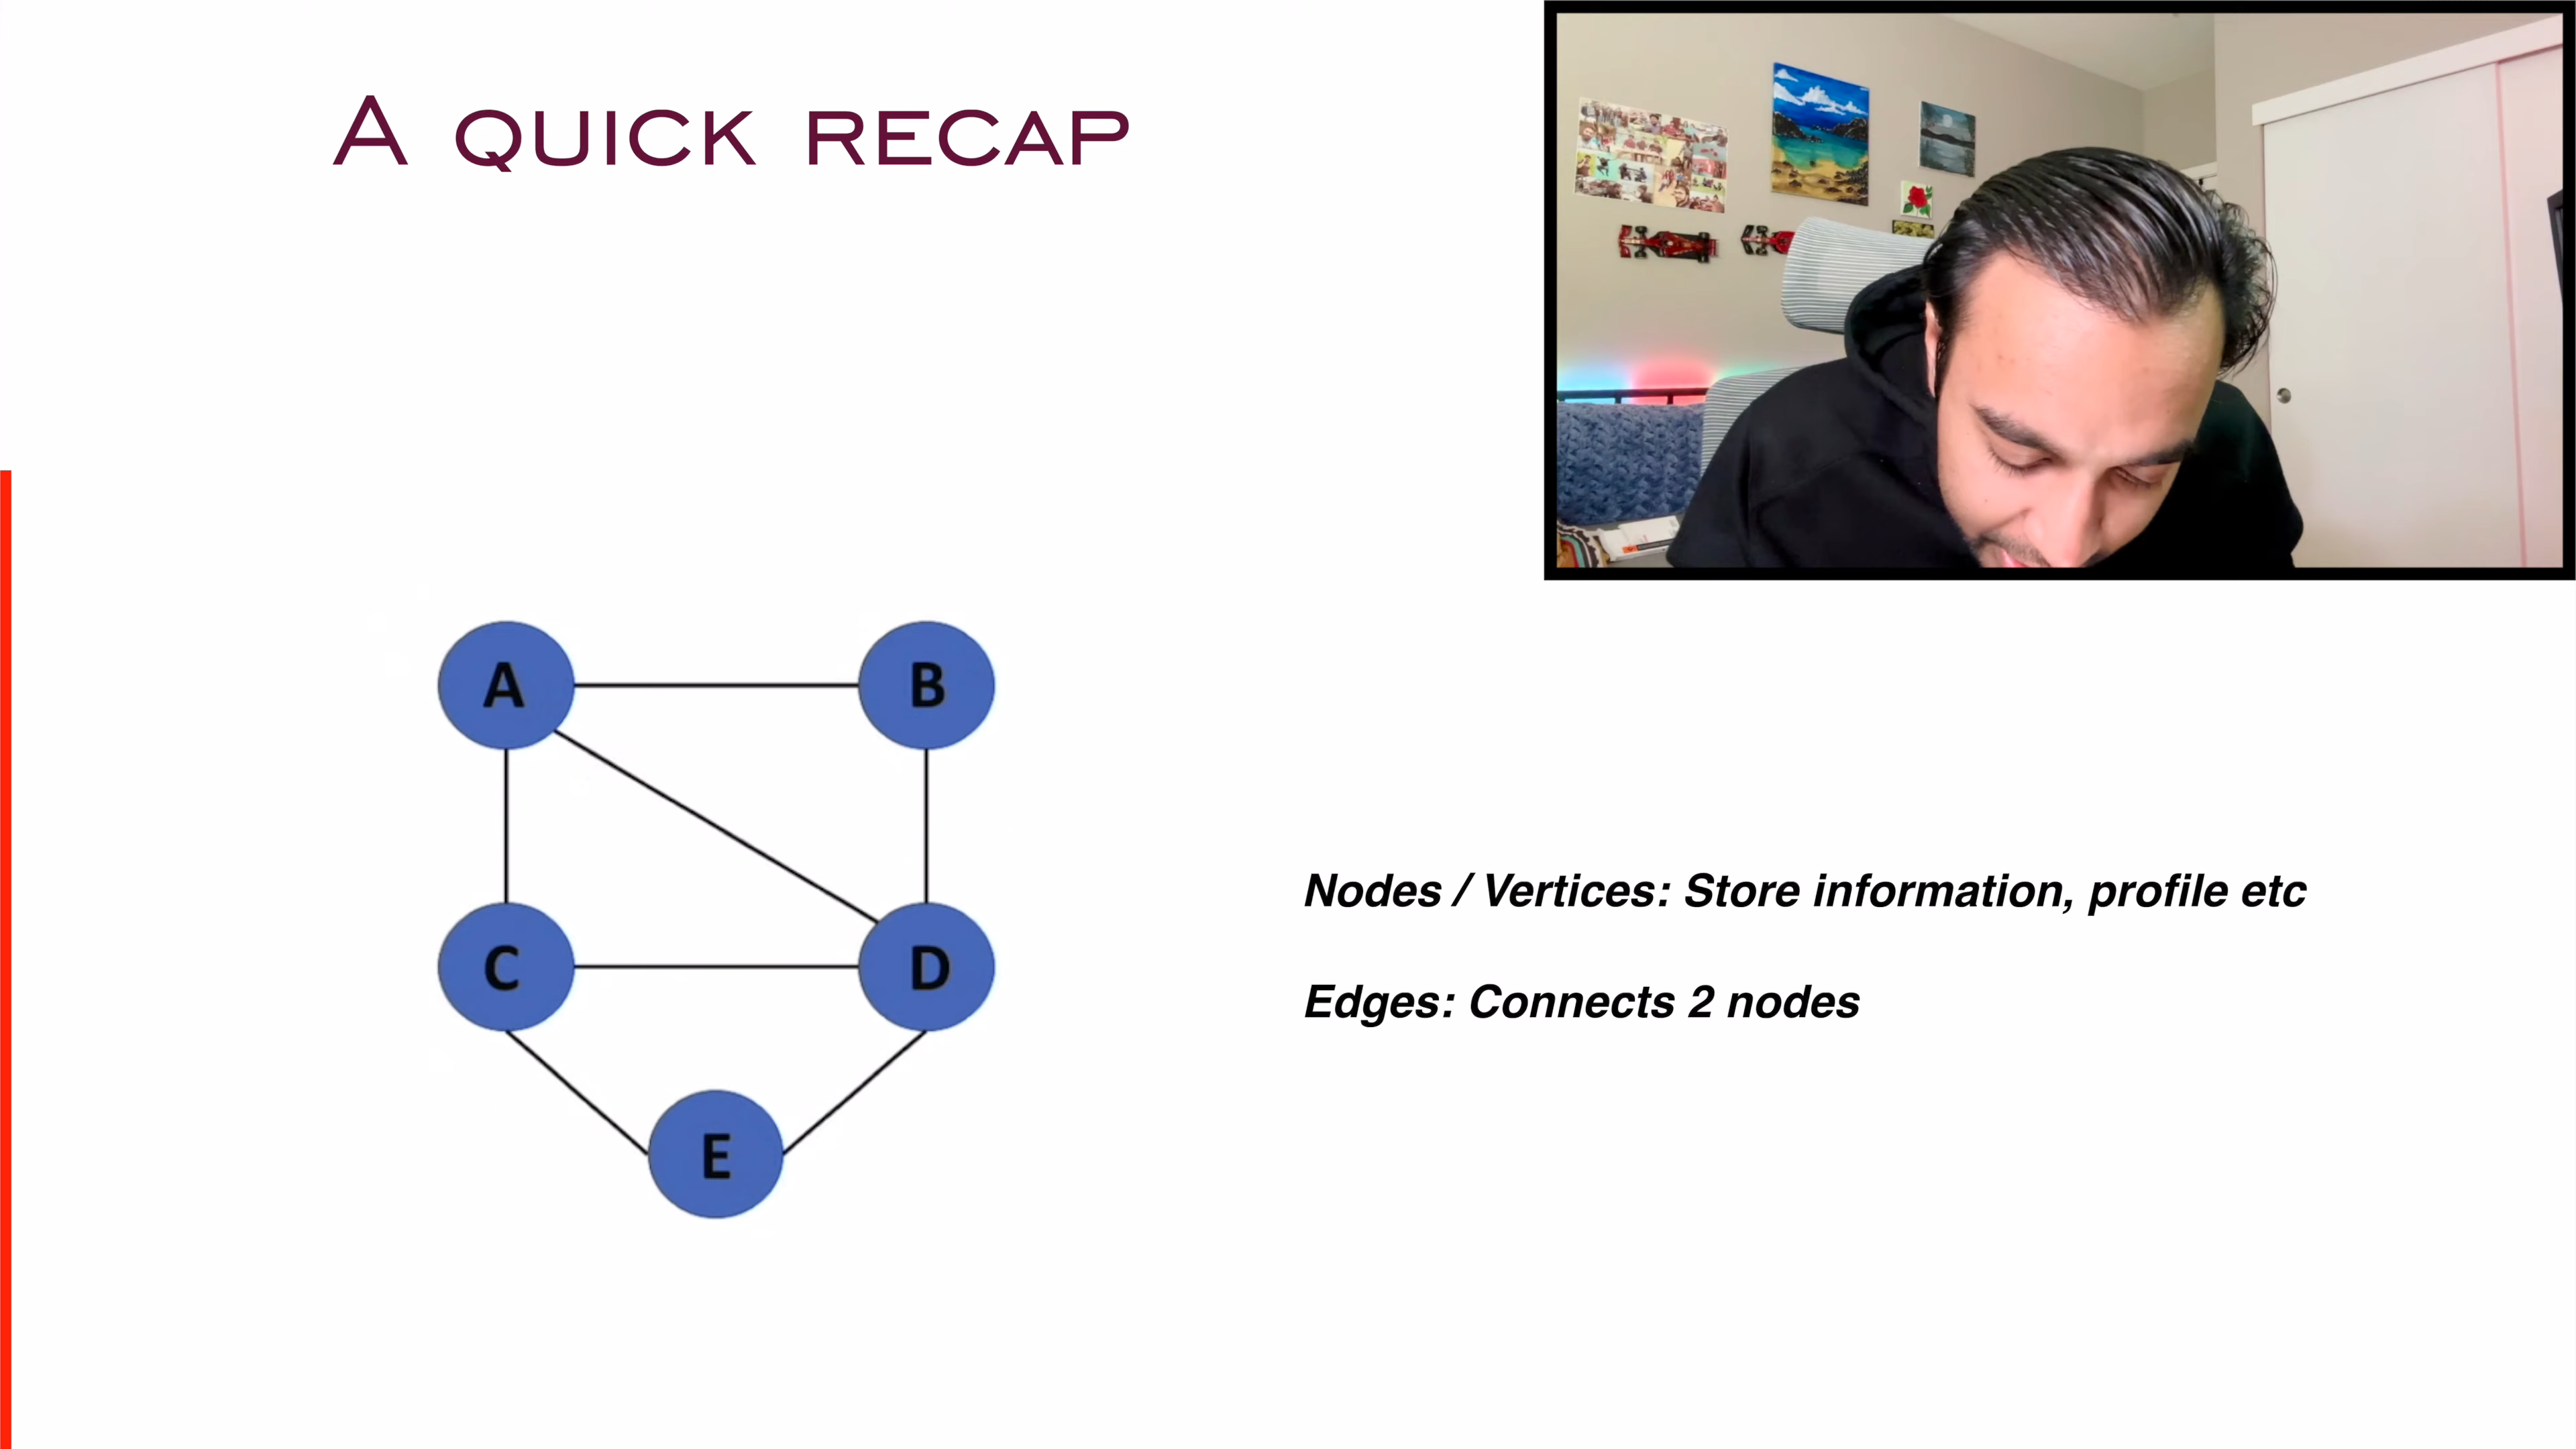 A QUICK RECAP
A
B
C
D
E
Nodes / Vertices: Store information, profile etc
Edges: Connects 2 nodes